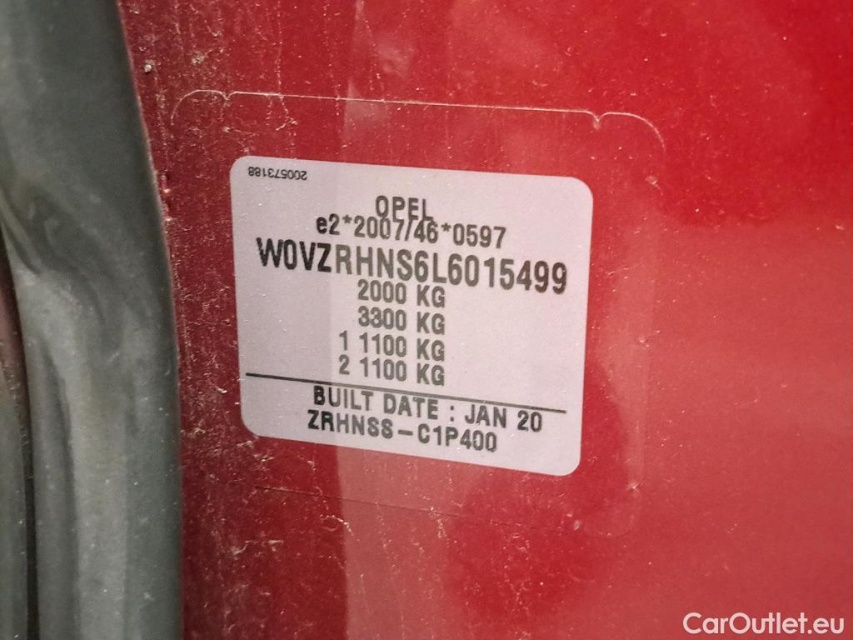 200573188
OPEL
e2*2007/46*0597
W0VZRHNS6L6015499
2000 KG
3300 KG
1 1100 KG
2 1100 KG
BUILT DATE : JAN 20
ZRHNSS-C1P400
CarOutlet.eu